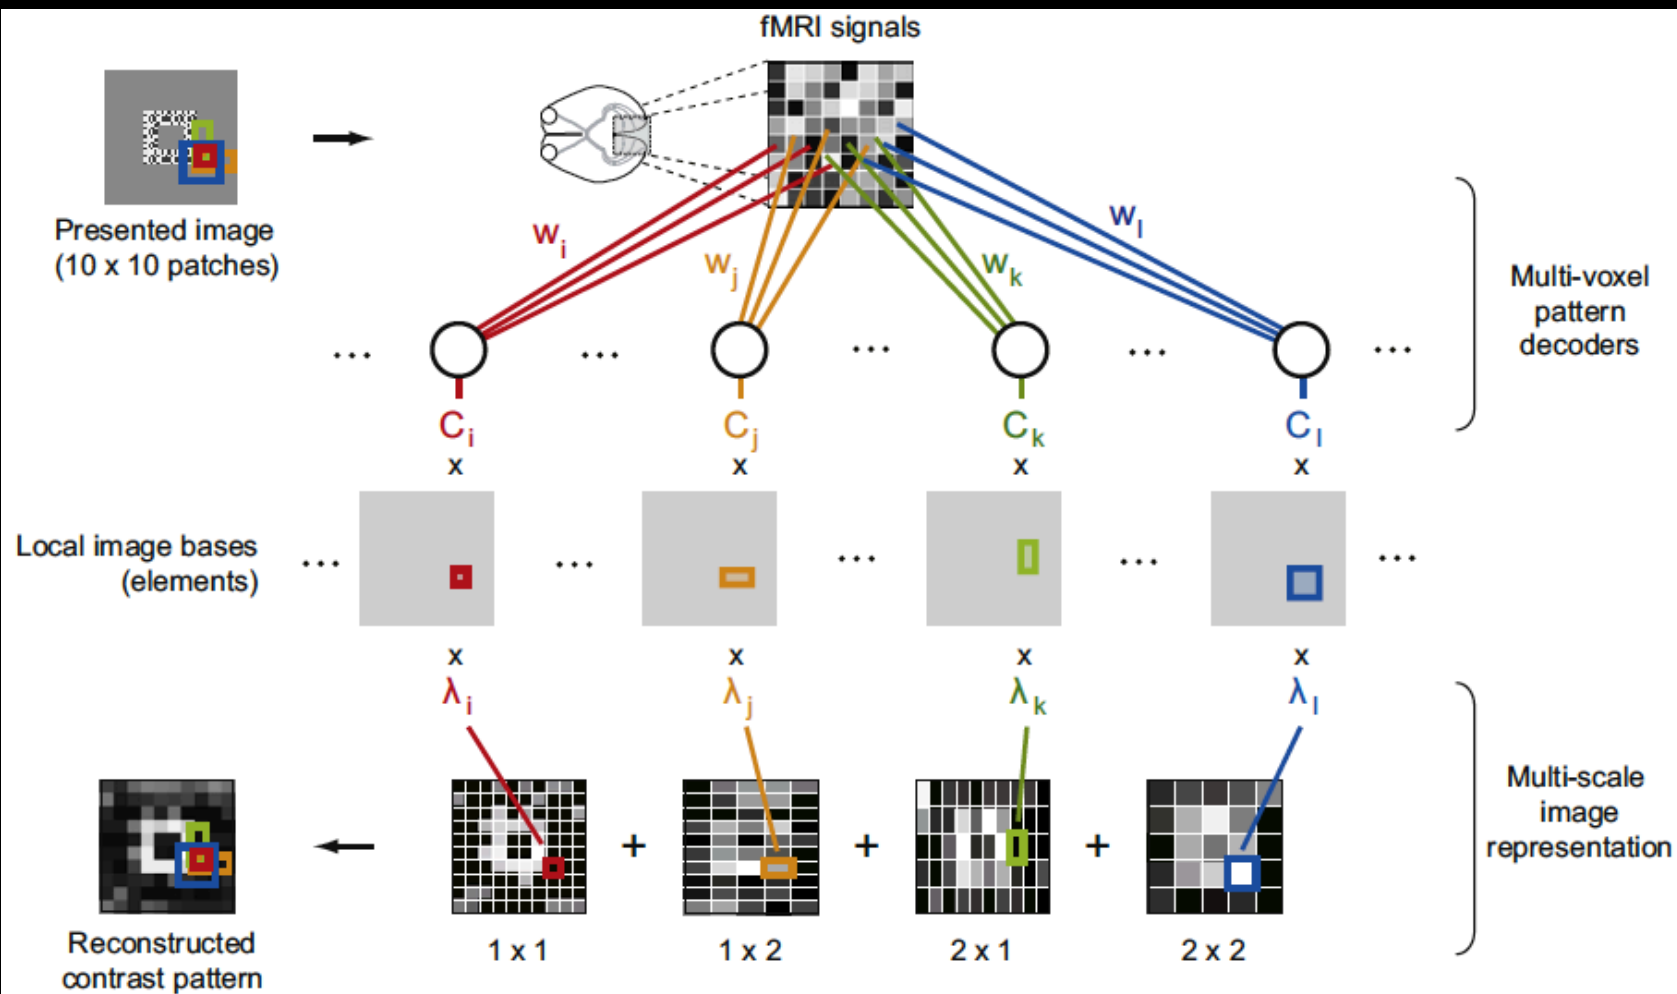 fMRI signals
Presented image
(10 x 10 patches)
w i
w j
w k
w l
Multi-voxel
pattern
decoders
... ... ... ... ...
C i
C j
C k
C l
x x x x
Local image bases
(elements)
... ... ... ... ...
x x x x
λ i
λ j
λ k
λ l
+ + +
Multi-scale
image
representation
Reconstructed
contrast pattern
1 x 1
1 x 2
2 x 1
2 x 2